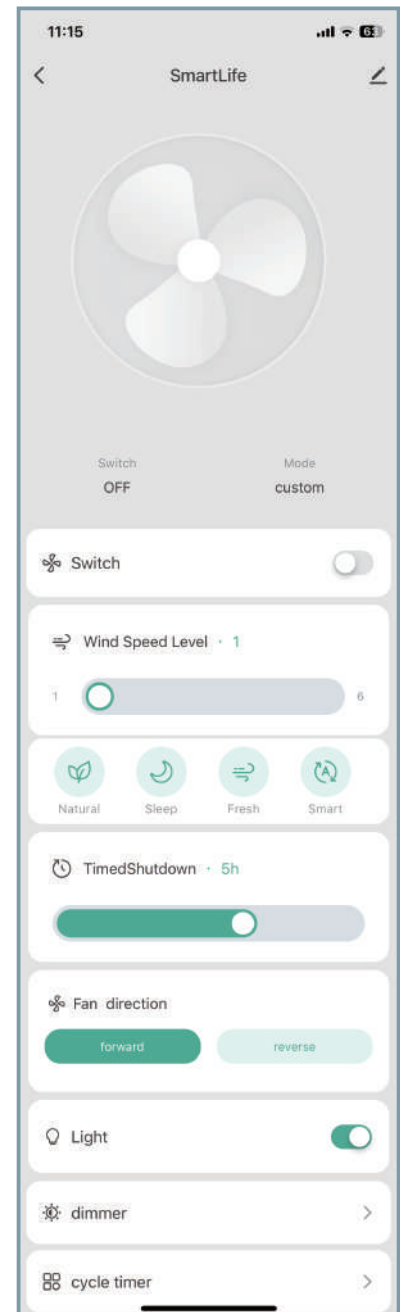 11:15 63
SmartLife
Switch Mode
OFF custom
Switch
Wind Speed Level · 1
1 6
Natural Sleep Fresh Smart
TimedShutdown · 5h
Fan direction
forward reverse
Light
dimmer
cycle timer